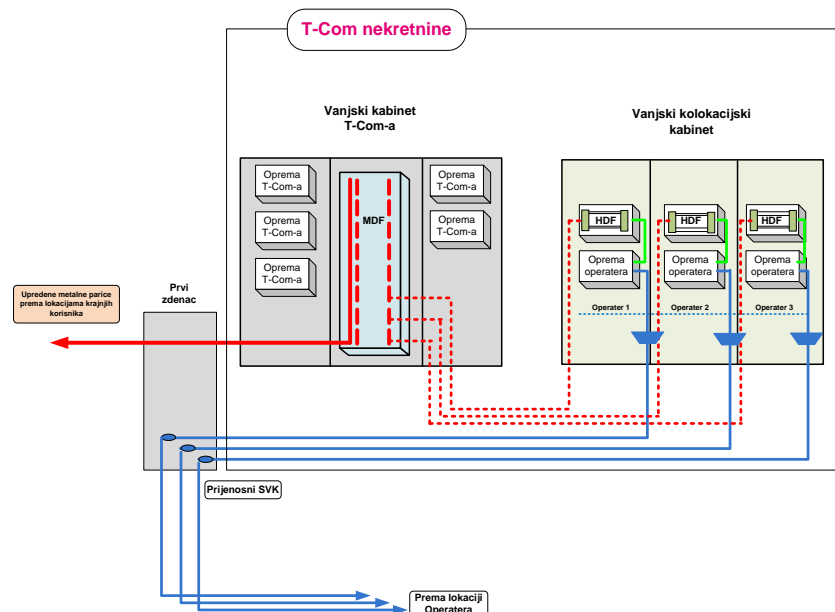 T-Com nekretnine
Vanjski kabinet
T-Com-a
Vanjski kolokacijski
kabinet
Oprema
T-Com-a
Oprema
T-Com-a
Oprema
T-Com-a
MDF
Oprema
T-Com-a
Oprema
T-Com-a
HDF
HDF
HDF
Oprema
operatera
Oprema
operatera
Oprema
operatera
Operater 1
Operater 2
Operater 3
Upredene metalne parice
prema lokacijama krajnjih
korisnika
Prvi
zdenac
Prijenosni SVK
Prema lokaciji
Operatera